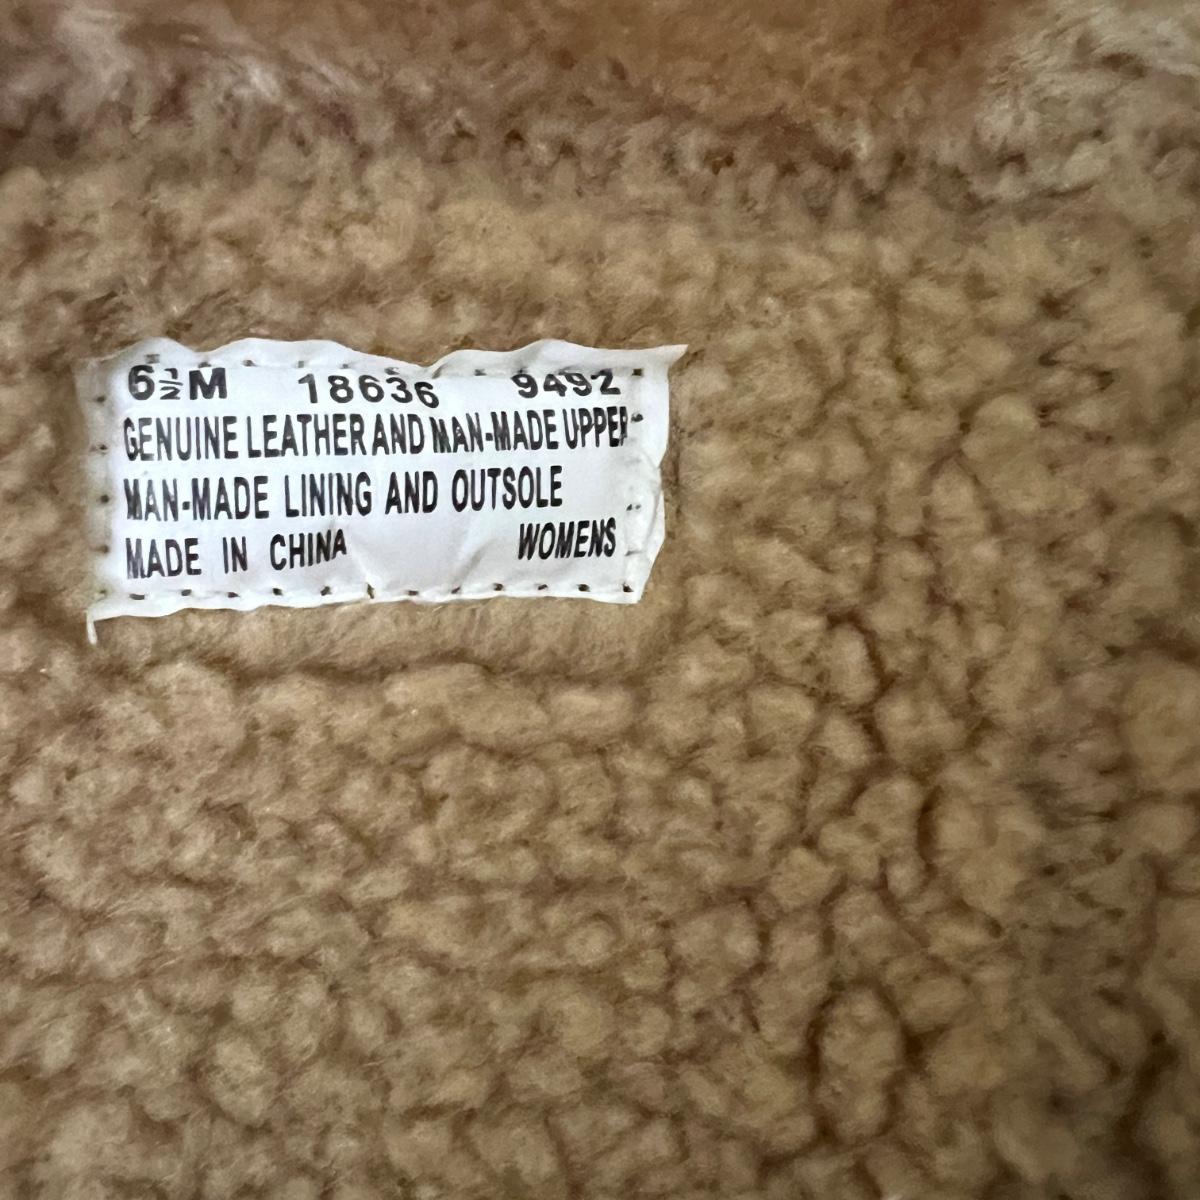 6½M 18636 9492
GENUINE LEATHER AND MAN-MADE UPPER
MAN-MADE LINING AND OUTSOLE
MADE IN CHINA WOMENS